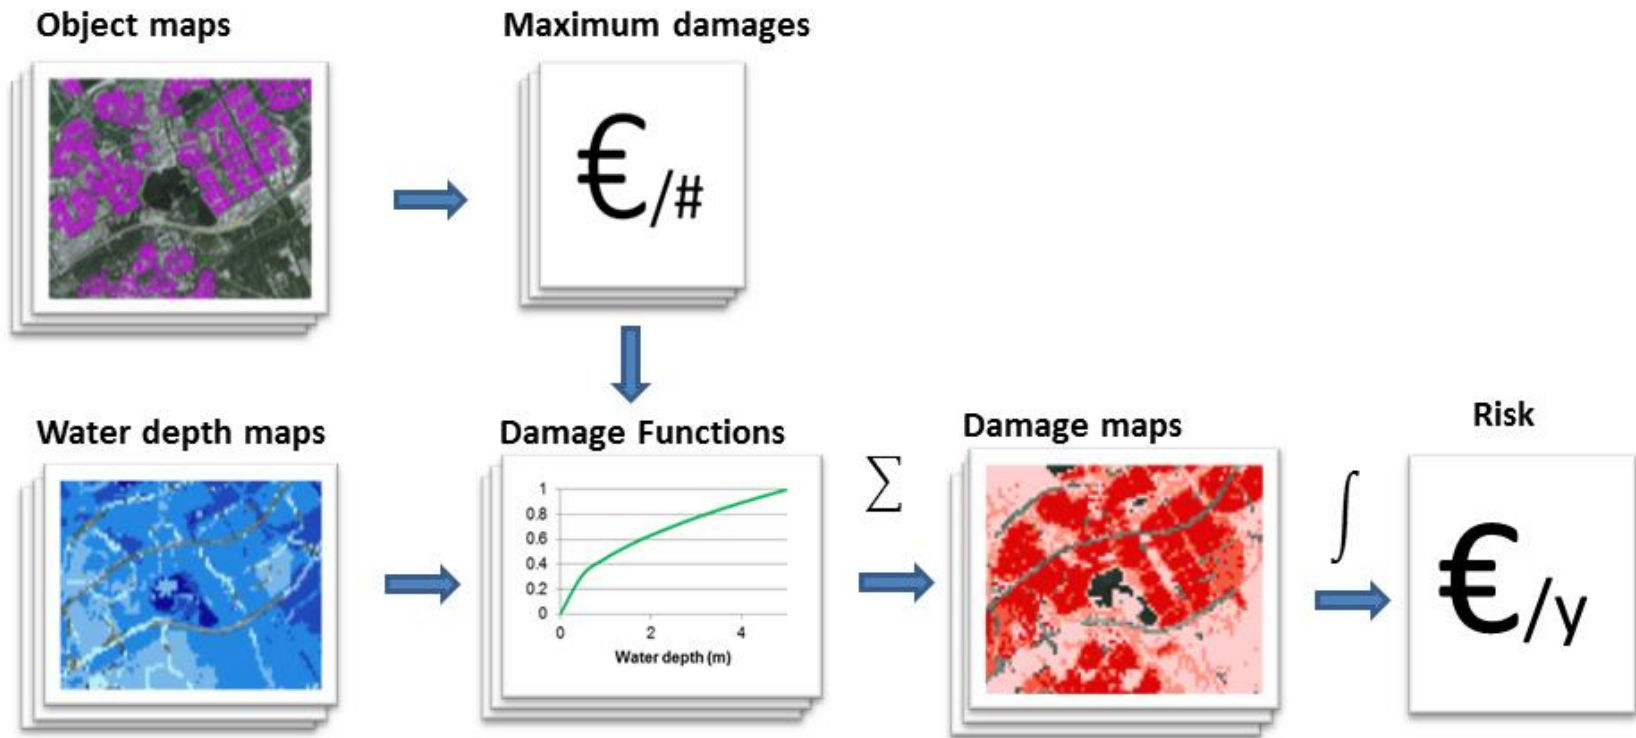 Object maps
Maximum damages
€/#
Water depth maps
Damage Functions
1
0.8
0.6
0.4
0.2
0
0 2 4
Water depth (m)
∑
Damage maps
∫
Risk
€/y